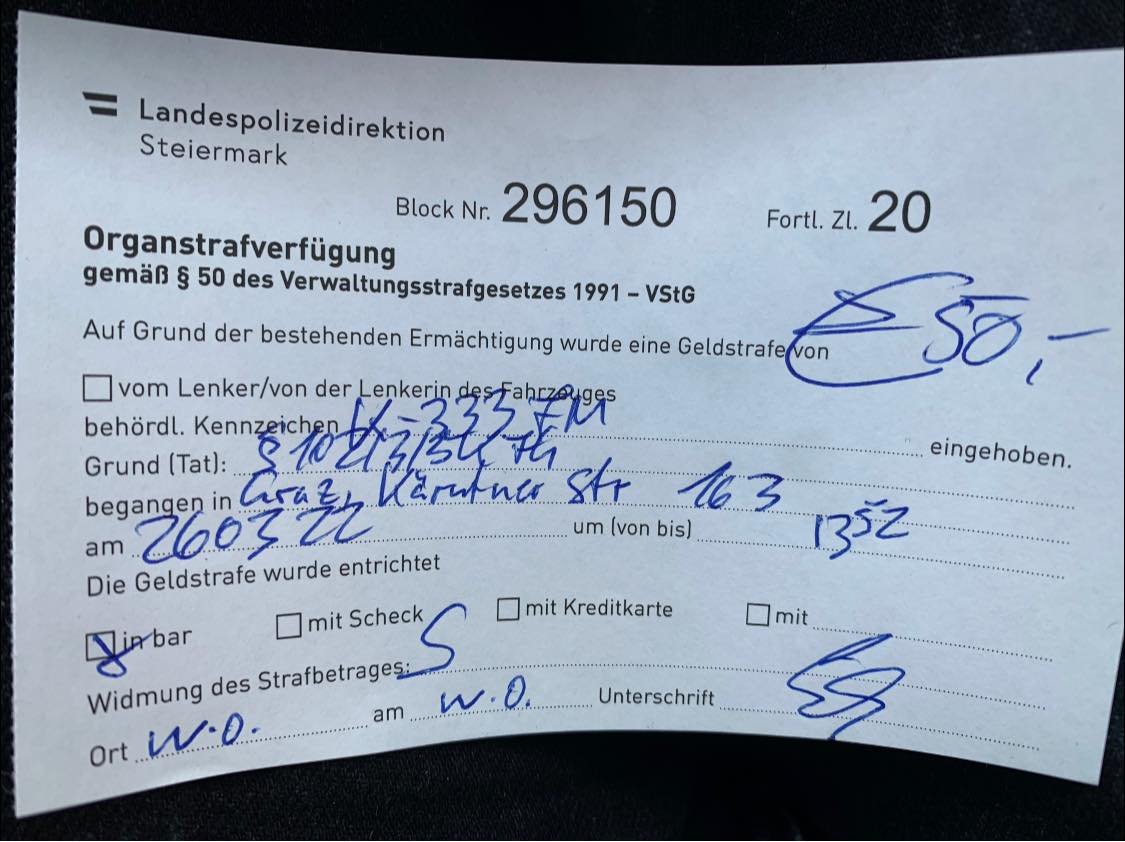 Landespolizeidirektion
Steiermark
Block Nr. 296150 Fortl. Zl. 20
Organstrafverfügung
gemäß § 50 des Verwaltungsstrafgesetzes 1991 – VStG
Auf Grund der bestehenden Ermächtigung wurde eine Geldstrafe von € 50,-
vom Lenker/von der Lenkerin des Fahrzeuges
behördl. Kennzeichen eingehoben.
Grund (Tat): §
begangen in Graz, Kärntner Str 163
am 260322 um (von bis) 13 52
Die Geldstrafe wurde entrichtet
in bar mit Scheck mit Kreditkarte mit
Widmung des Strafbetrages: S
Ort w.o. am w.o. Unterschrift